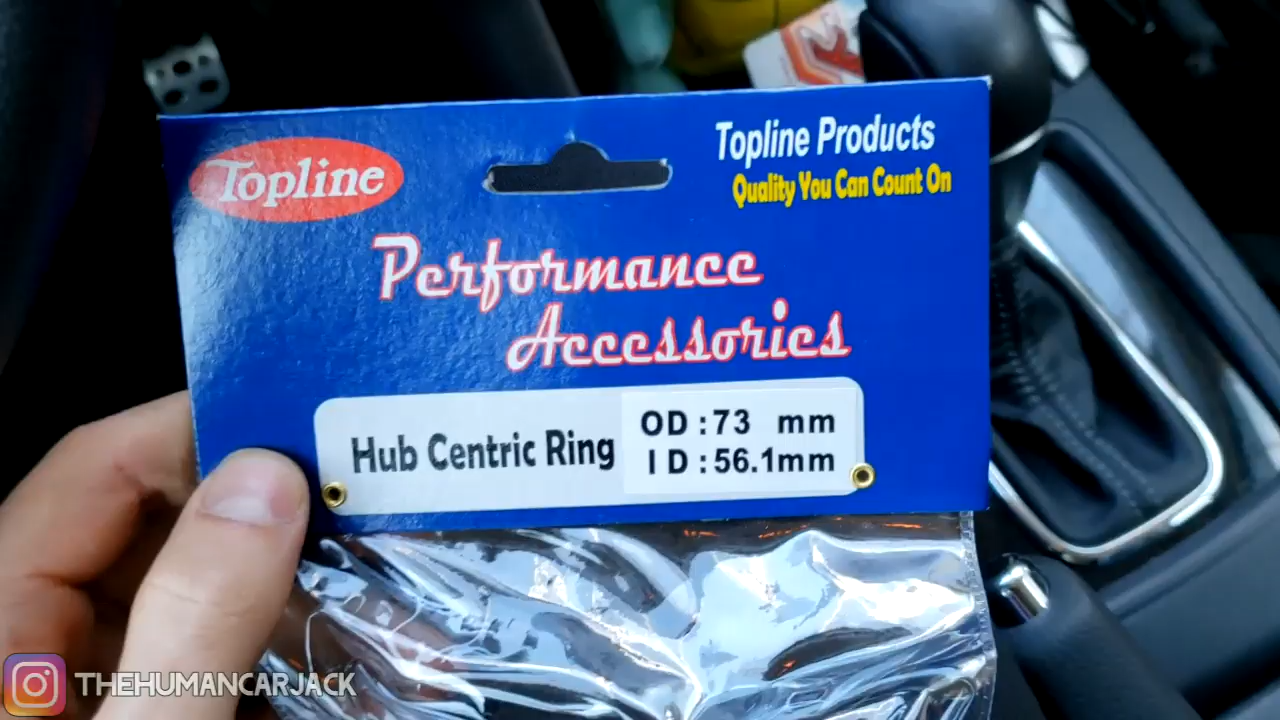 Topline
Topline Products
Quality You Can Count On
Performance
Accessories
Hub Centric Ring
OD :73 mm
ID :56.1mm
THEHUMANCARJACK